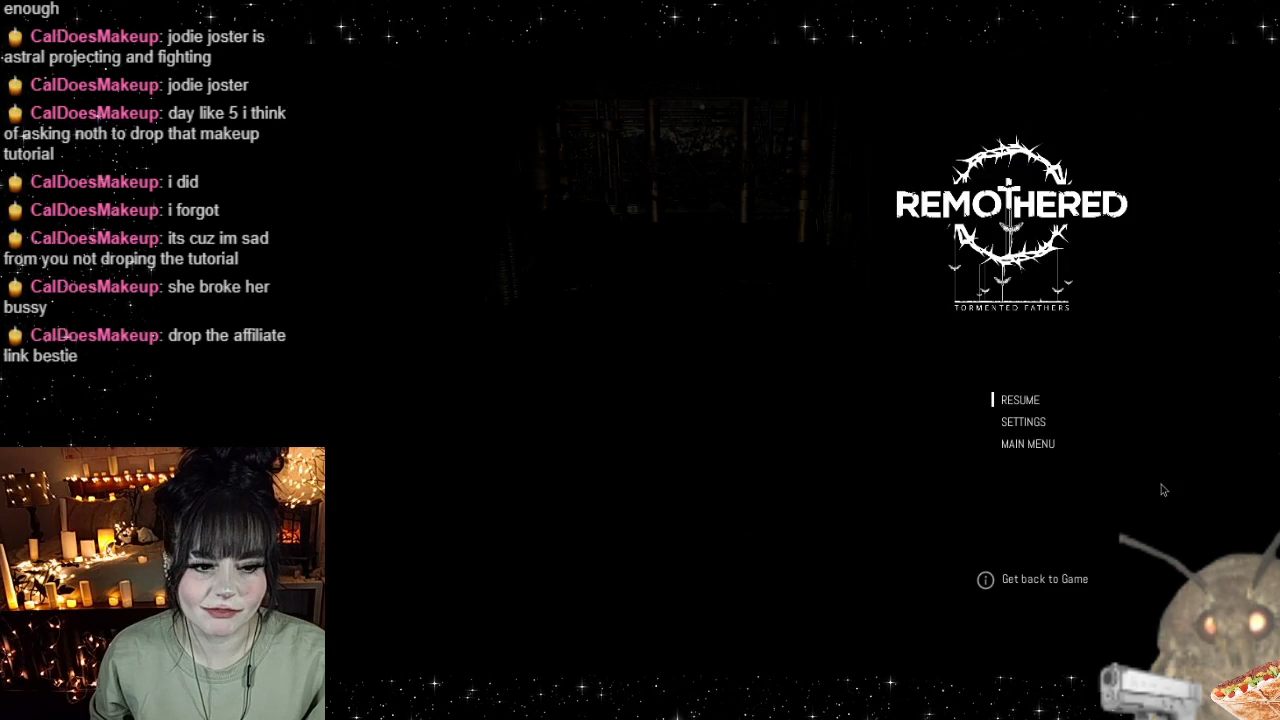 enough
CalDoesMakeup: jodie joster is
astral projecting and fighting
CalDoesMakeup: jodie joster
CalDoesMakeup: day like 5 i think
of asking noth to drop that makeup
tutorial
CalDoesMakeup: i did
CalDoesMakeup: i forgot
CalDoesMakeup: its cuz im sad
from you not droping the tutorial
CalDoesMakeup: she broke her
bussy
CalDoesMakeup: drop the affiliate
link bestie
REMOTHERED
TORMENTED FATHERS
RESUME
SETTINGS
MAIN MENU
Get back to Game